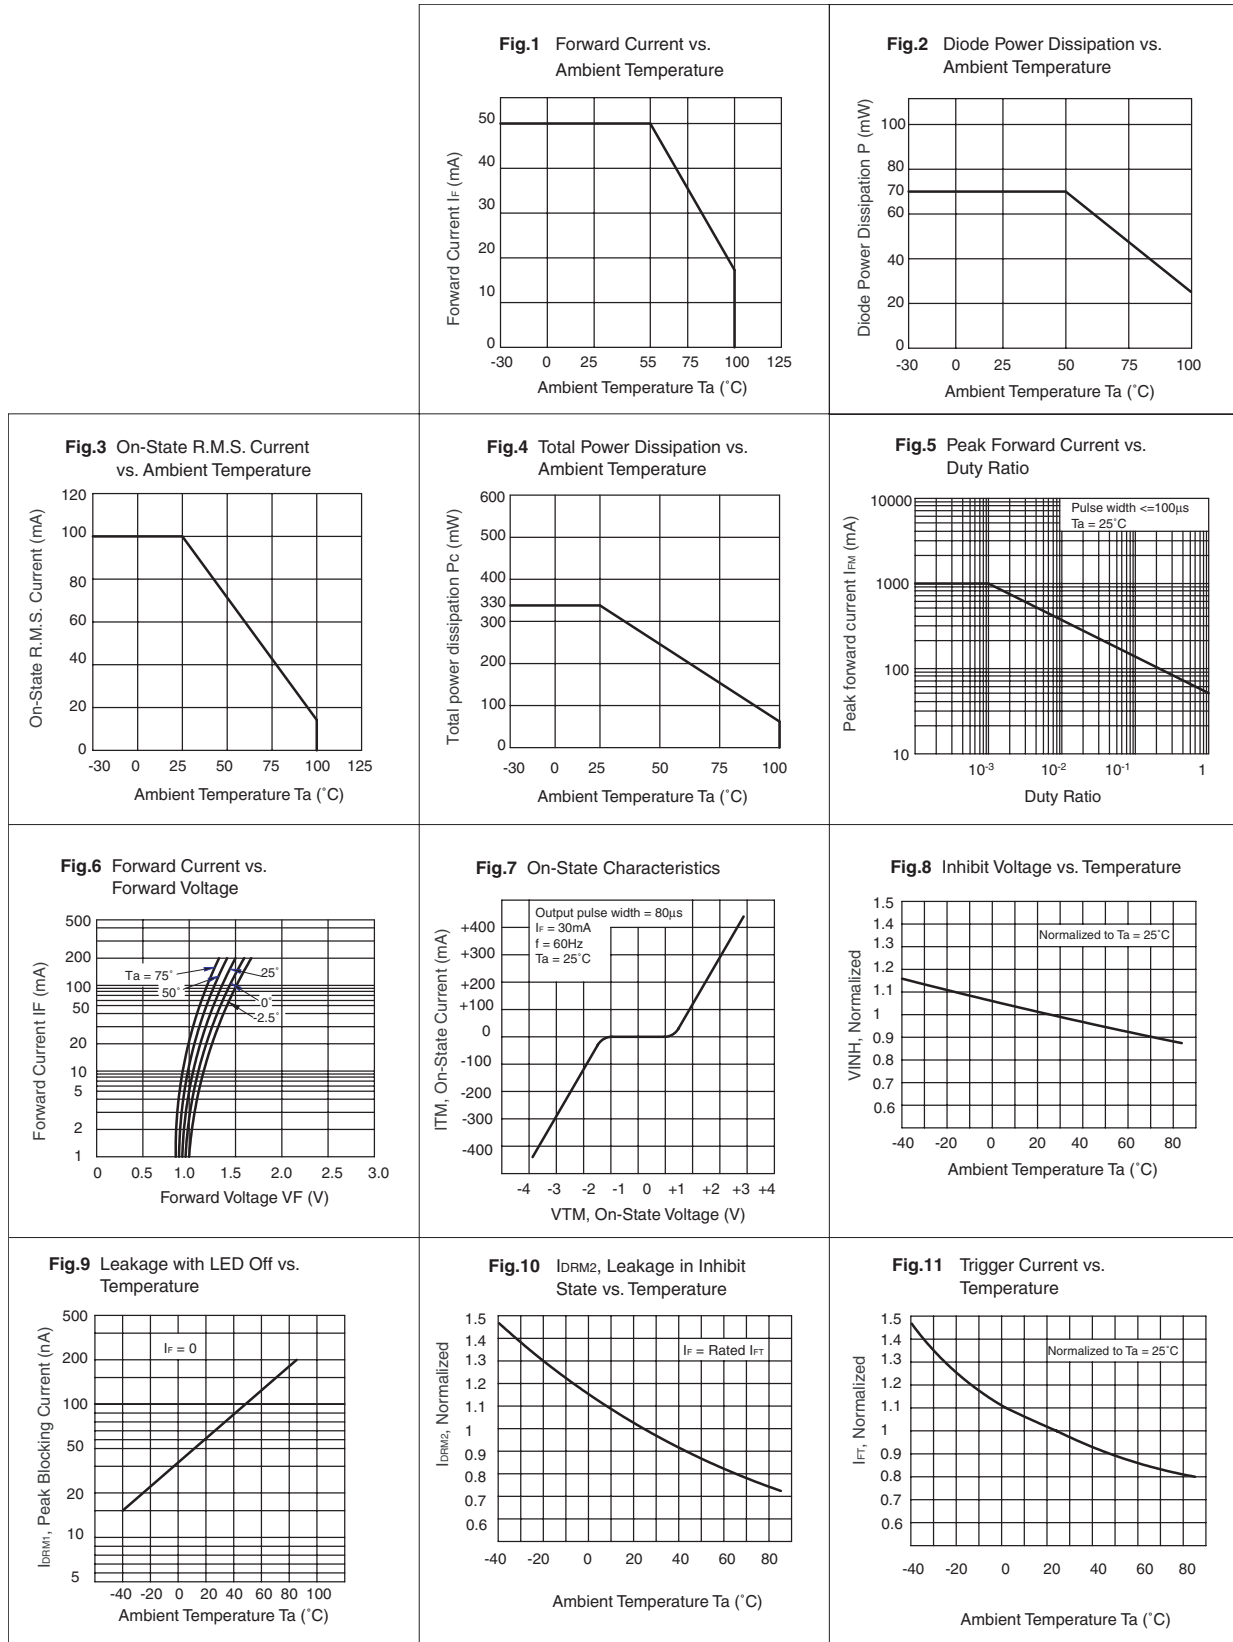 Fig.1 Forward Current vs.
Ambient Temperature
Forward Current IF (mA)
50
40
30
20
10
0
-30 0 25 55 75 100 125
Ambient Temperature Ta (˚C)
Fig.2 Diode Power Dissipation vs.
Ambient Temperature
Diode Power Dissipation P (mW)
100
80
70
60
40
20
0
-30 0 25 50 75 100
Ambient Temperature Ta (˚C)
Fig.3 On-State R.M.S. Current
vs. Ambient Temperature
On-State R.M.S. Current (mA)
120
100
80
60
40
20
0
-30 0 25 50 75 100 125
Ambient Temperature Ta (˚C)
Fig.4 Total Power Dissipation vs.
Ambient Temperature
Total power dissipation Pc (mW)
600
500
400
330
300
200
100
0
-30 0 25 50 75 100
Ambient Temperature Ta (˚C)
Fig.5 Peak Forward Current vs.
Duty Ratio
Peak forward current IFM (mA)
Pulse width <=100μs
Ta = 25˚C
10000
1000
100
10
10-3 10-2 10-1 1
Duty Ratio
Fig.6 Forward Current vs.
Forward Voltage
Forward Current IF (mA)
500
200
100
50
20
10
5
2
1
Ta = 75˚
50˚
25˚
0˚
-2.5˚
0 0.5 1.0 1.5 2.0 2.5 3.0
Forward Voltage VF (V)
Fig.7 On-State Characteristics
ITM, On-State Current (mA)
Output pulse width = 80μs
IF = 30mA
f = 60Hz
Ta = 25˚C
+400
+300
+200
+100
0
-100
-200
-300
-400
-4 -3 -2 -1 0 +1 +2 +3 +4
VTM, On-State Voltage (V)
Fig.8 Inhibit Voltage vs. Temperature
VINH, Normalized
Normalized to Ta = 25˚C
1.5
1.4
1.3
1.2
1.1
1
0.9
0.8
0.7
0.6
-40 -20 0 20 40 60 80
Ambient Temperature Ta (˚C)
Fig.9 Leakage with LED Off vs.
Temperature
IDRM1, Peak Blocking Current (nA)
IF = 0
500
200
100
50
20
10
5
-40 -20 0 20 40 60 80 100
Ambient Temperature Ta (˚C)
Fig.10 IDRM2, Leakage in Inhibit
State vs. Temperature
IDRM2, Normalized
IF = Rated IFT
1.5
1.4
1.3
1.2
1.1
1
0.9
0.8
0.7
0.6
-40 -20 0 20 40 60 80
Ambient Temperature Ta (˚C)
Fig.11 Trigger Current vs.
Temperature
IFT, Normalized
Normalized to Ta = 25˚C
1.5
1.4
1.3
1.2
1.1
1
0.9
0.8
0.7
0.6
-40 -20 0 20 40 60 80
Ambient Temperature Ta (˚C)